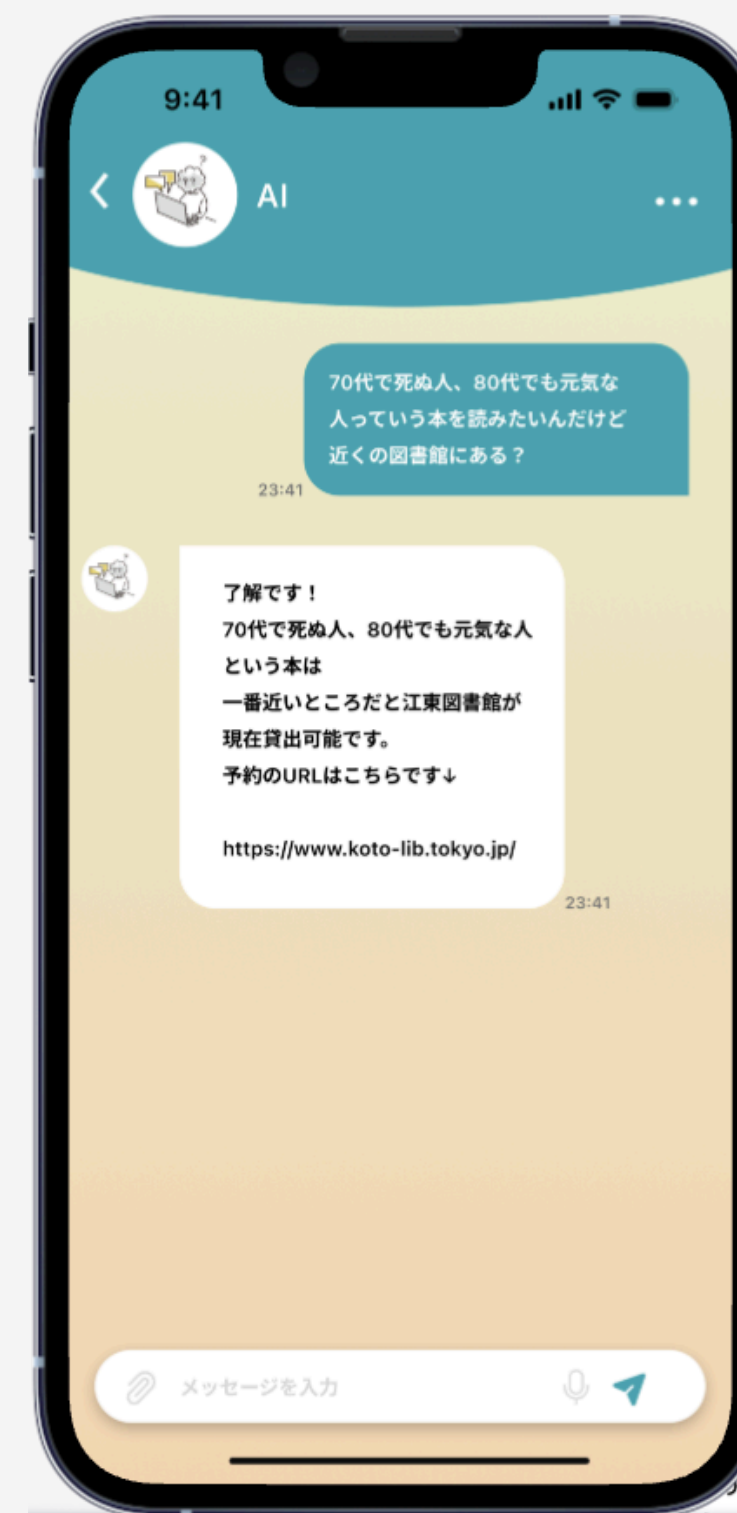 9:41
AI
70代で死ぬ人、80代でも元気な
人っていう本を読みたいんだけど
近くの図書館にある？
23:41
了解です！
70代で死ぬ人、80代でも元気な人
という本は
一番近いところだと江東図書館が
現在貸出可能です。
予約のURLはこちらです↓
https://www.koto-lib.tokyo.jp/
23:41
メッセージを入力